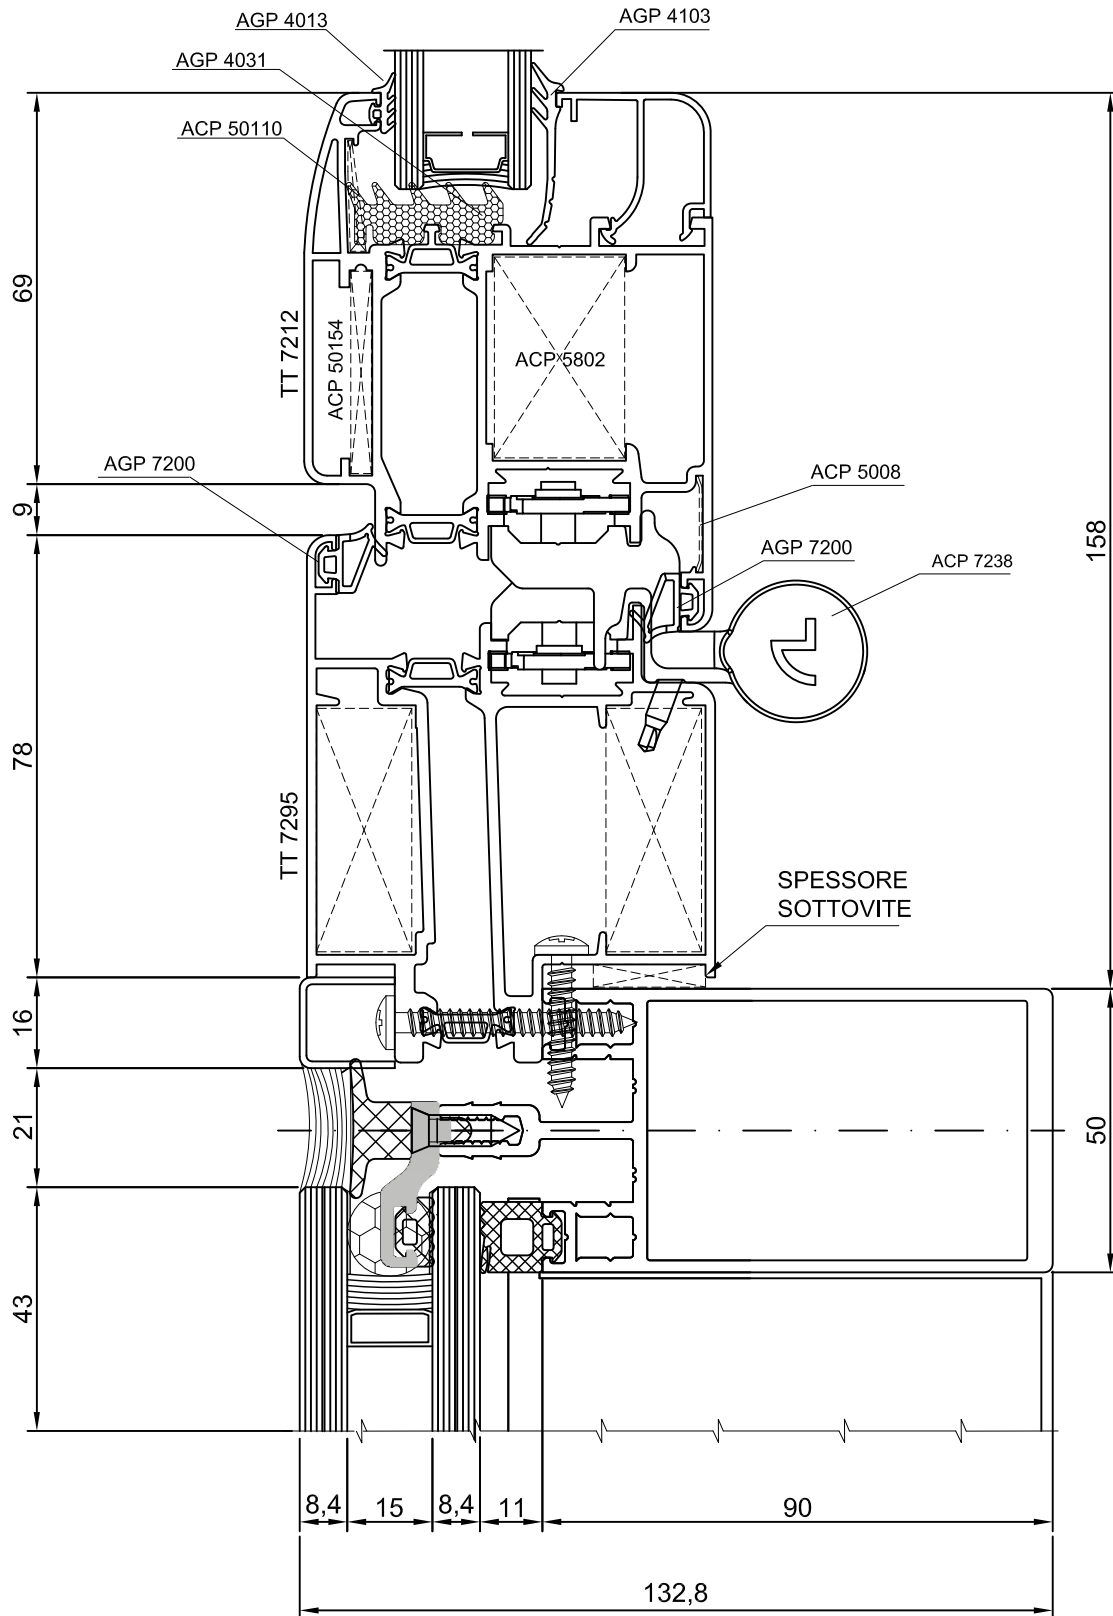 AGP 4013
AGP 4103
AGP 4031
ACP 50110
69
TT 7212
ACP 50154
ACP 5802
AGP 7200
ACP 5008
9
158
AGP 7200
ACP 7238
78
TT 7295
SPESSORE
SOTTOVITE
16
21
50
43
8,4
15
8,4
11
90
132,8